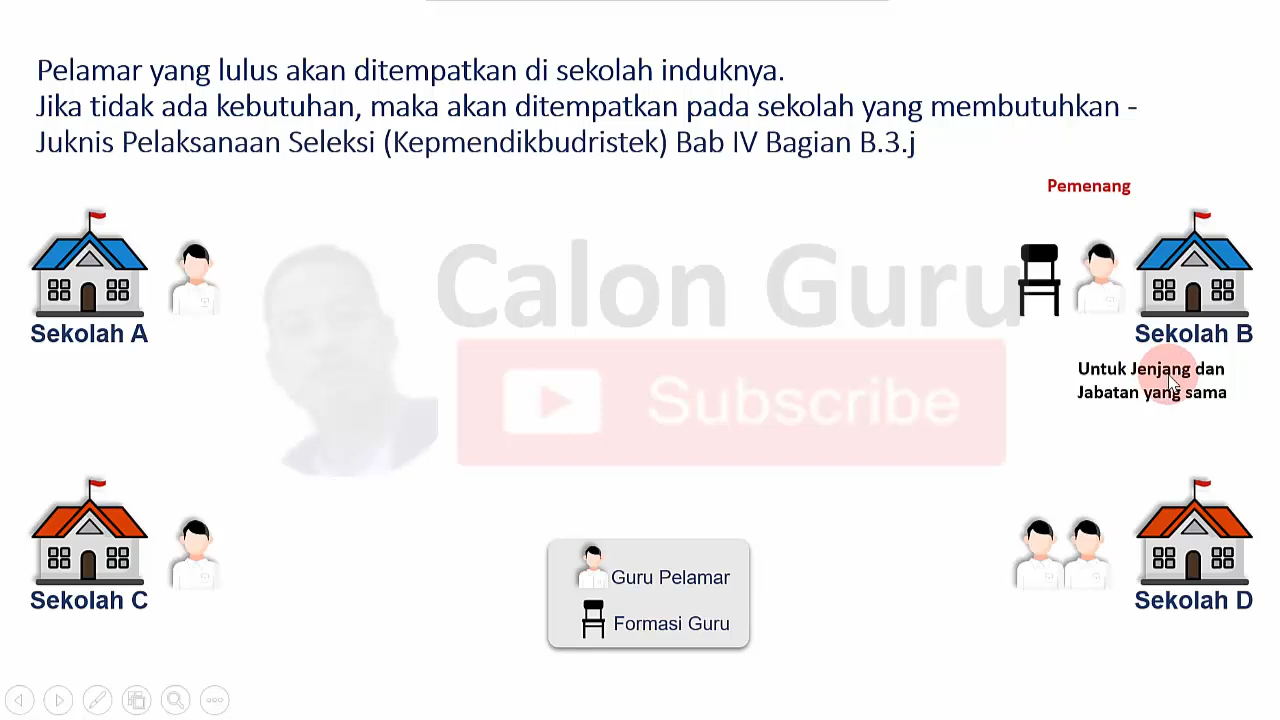 Pelamar yang lulus akan ditempatkan di sekolah induknya.
Jika tidak ada kebutuhan, maka akan ditempatkan pada sekolah yang membutuhkan -
Juknis Pelaksanaan Seleksi (Kepmendikbudristek) Bab IV Bagian B.3.j
Pemenang
Calon Guru
Sekolah A
Sekolah B
Untuk Jenjang dan
Jabatan yang sama
Subscribe
Guru Pelamar
Formasi Guru
Sekolah C
Sekolah D